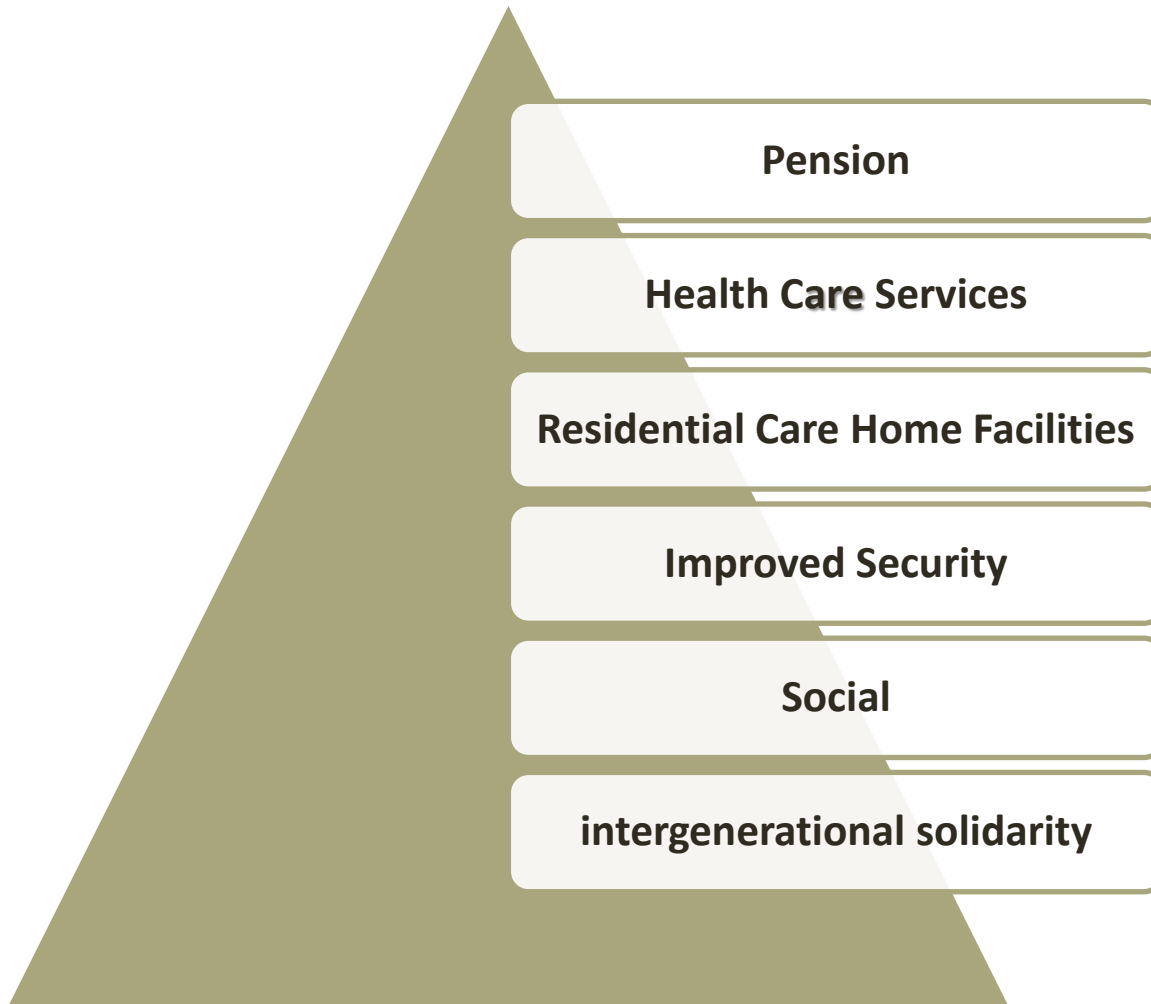 Pension
Health Care Services
Residential Care Home Facilities
Improved Security
Social
intergenerational solidarity